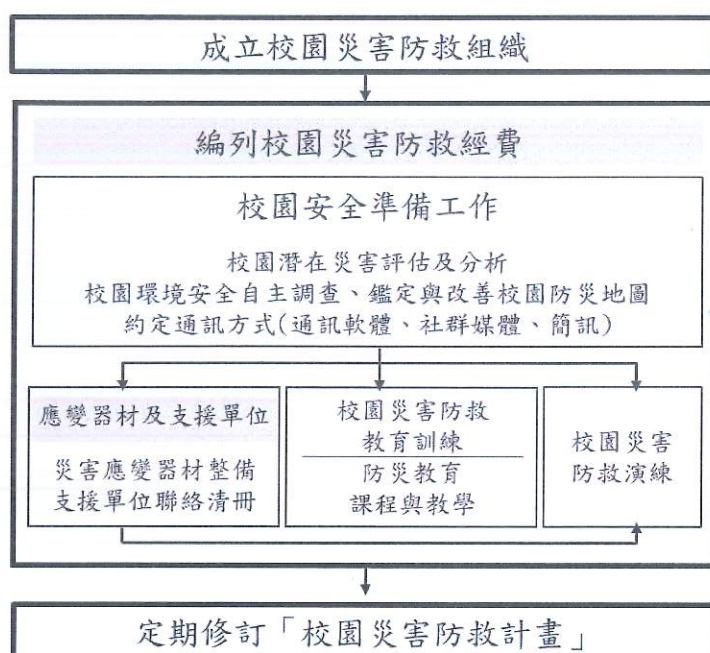 成立校園災害防救組織
編列校園災害防救經費
校園安全準備工作
校園潛在災害評估及分析
校園環境安全自主調查、鑑定與改善校園防災地圖
約定通訊方式(通訊軟體、社群媒體、簡訊)
應變器材及支援單位
災害應變器材整備
支援單位聯絡清冊
校園災害防救
教育訓練
防災教育
課程與教學
校園災害
防救演練
定期修訂「校園災害防救計畫」